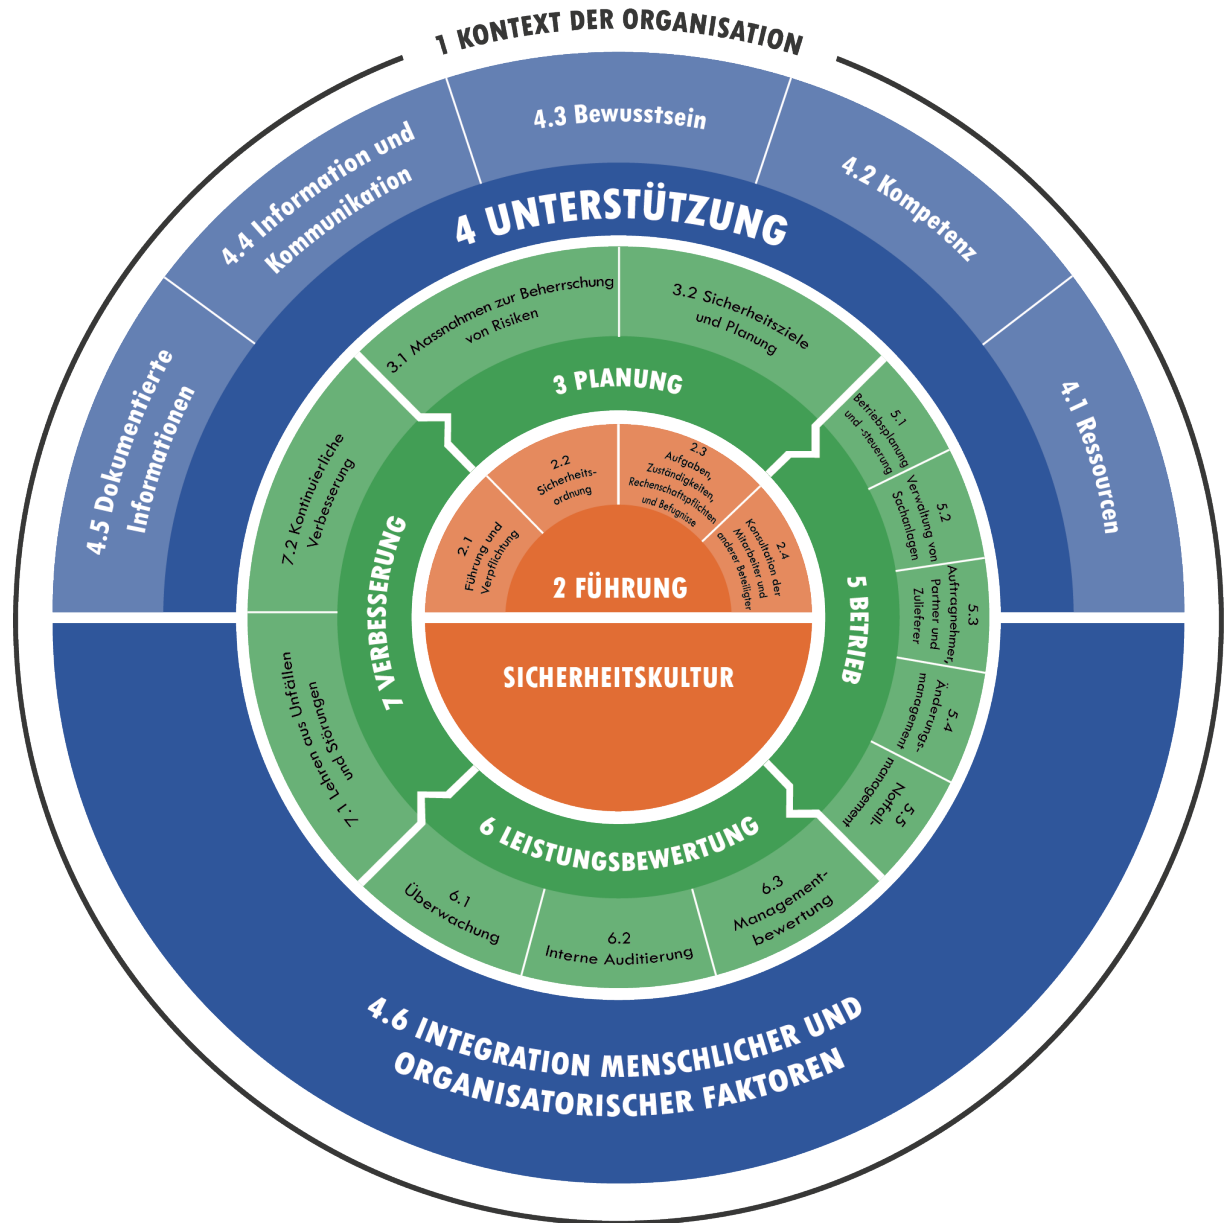 1 KONTEXT DER ORGANISATION
4.3 Bewusstsein
4.4 Information und
Kommunikation
4.2 Kompetenz
4.5 Dokumentierte
Informationen
4.1 Ressourcen
4 UNTERSTÜTZUNG
3.1 Massnahmen zur Beherrschung
von Risiken
3.2 Sicherheitsziele
und Planung
3 PLANUNG
7.2 Kontinuierliche
Verbesserung
7.1 Lehren aus Unfällen
und Störungen
7 VERBESSERUNG
2.1
Führung und
Verpflichtung
2.2
Sicherheits-
ordnung
2.3
Aufgaben,
Zuständigkeiten,
Rechenschaftspflichten
und Befugnisse
2.4
Konsultation der
Mitarbeiter und
anderer Beteiligter
2 FÜHRUNG
SICHERHEITSKULTUR
5 BETRIEB
5.1
Betriebsplanung
und -steuerung
5.2
Verwaltung von
Sachanlagen
5.3
Auftragnehmer,
Partner und
Zulieferer
5.4
Änderungs-
management
5.5
Notfall-
management
6 LEISTUNGSBEWERTUNG
6.1
Überwachung
6.2
Interne Auditierung
6.3
Management-
bewertung
4.6 INTEGRATION MENSCHLICHER UND
ORGANISATORISCHER FAKTOREN